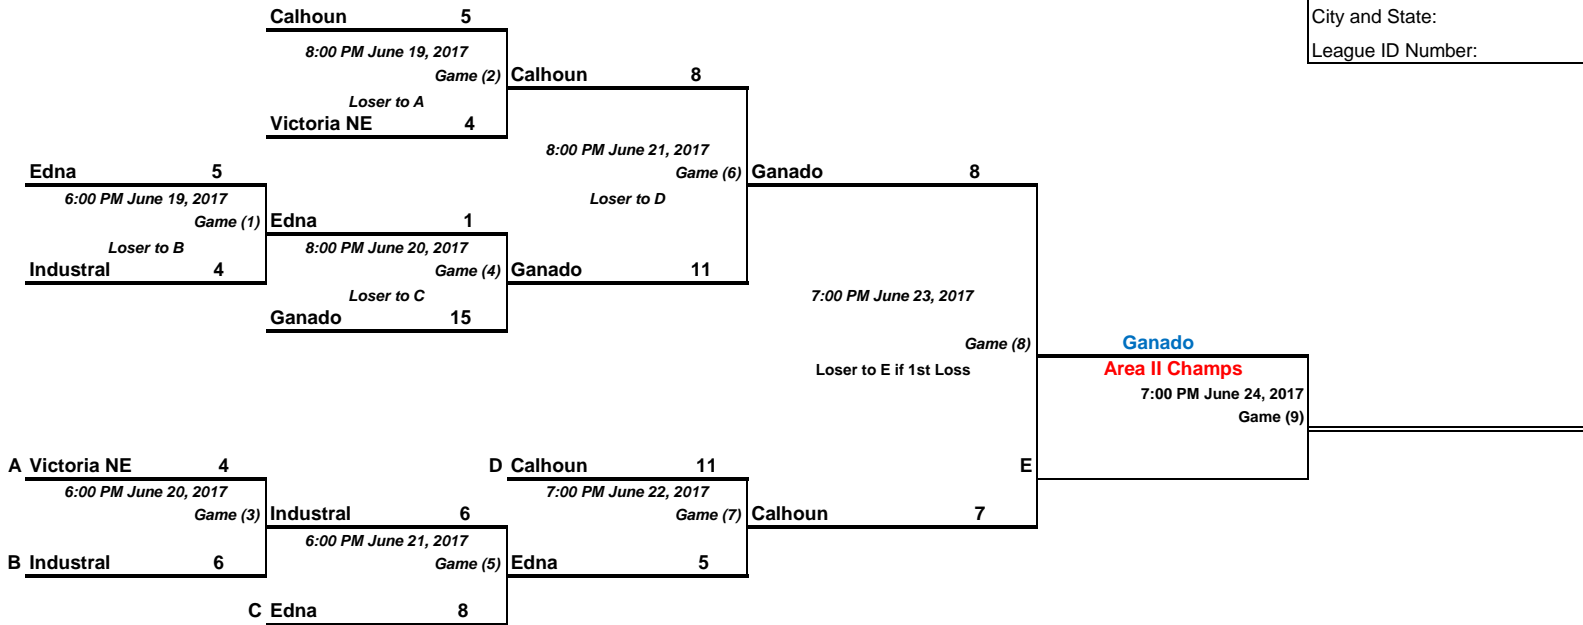 Calhoun 5
City and State:
8:00 PM June 19, 2017
League ID Number:
Game (2) Calhoun 8
Loser to A
Victoria NE 4
8:00 PM June 21, 2017
Edna 5
Game (6) Ganado 8
6:00 PM June 19, 2017
Loser to D
Game (1) Edna 1
Loser to B
8:00 PM June 20, 2017
Industral 4
Game (4) Ganado 11
Loser to C
7:00 PM June 23, 2017
Ganado 15
Game (8) Ganado
Loser to E if 1st Loss
Area II Champs
7:00 PM June 24, 2017
Game (9)
A Victoria NE 4
D Calhoun 11
E
6:00 PM June 20, 2017
7:00 PM June 22, 2017
Game (3) Industral 6
Game (7) Calhoun 7
6:00 PM June 21, 2017
B Industral 6
Game (5) Edna 5
C Edna 8